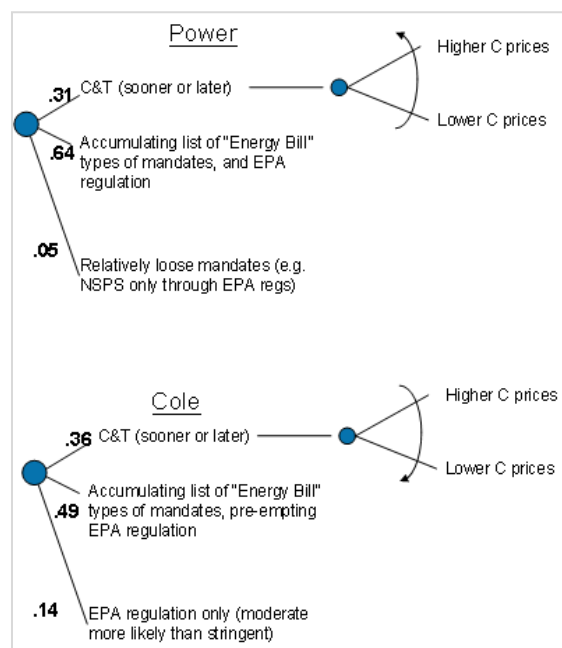 Power
Higher C prices
.31 C&T (sooner or later)
Lower C prices
.64 Accumulating list of "Energy Bill"
types of mandates, and EPA
regulation
.05
Relatively loose mandates (e.g.
NSPS only through EPA regs)
Cole
Higher C prices
.36 C&T (sooner or later)
Lower C prices
Accumulating list of "Energy Bill"
.49 types of mandates, pre-empting
EPA regulation
.14 EPA regulation only (moderate
more likely than stringent)